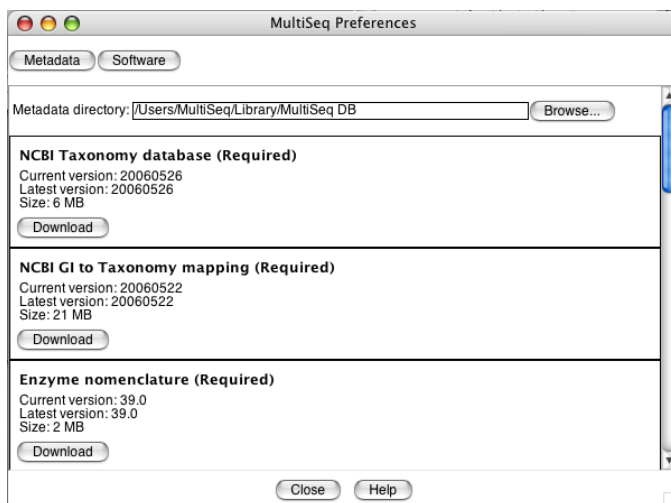 MultiSeq Preferences
Metadata Software
Metadata directory: /Users/MultiSeq/Library/MultiSeq DB Browse...
NCBI Taxonomy database (Required)
Current version: 20060526
Latest version: 20060526
Size: 6 MB
Download
NCBI GI to Taxonomy mapping (Required)
Current version: 20060522
Latest version: 20060522
Size: 21 MB
Download
Enzyme nomenclature (Required)
Current version: 39.0
Latest version: 39.0
Size: 2 MB
Download
Close Help